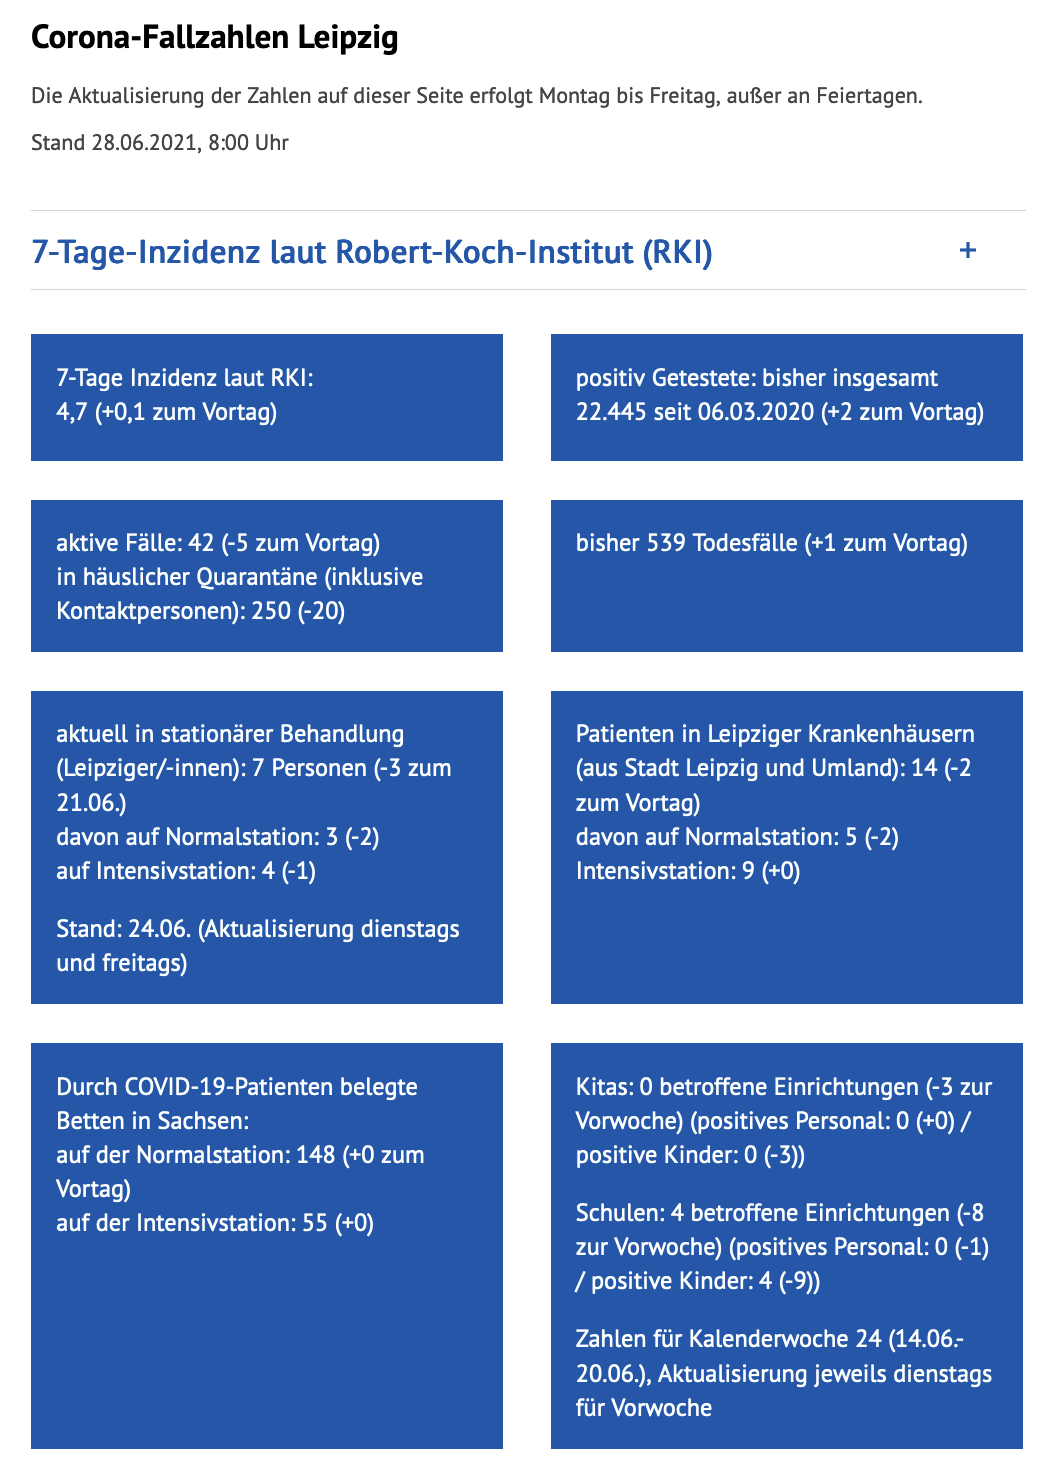 Corona-Fallzahlen Leipzig
Die Aktualisierung der Zahlen auf dieser Seite erfolgt Montag bis Freitag, außer an Feiertagen.
Stand 28.06.2021, 8:00 Uhr
7-Tage-Inzidenz laut Robert-Koch-Institut (RKI) +
7-Tage Inzidenz laut RKI:
4,7 (+0,1 zum Vortag)
positiv Getestete: bisher insgesamt
22.445 seit 06.03.2020 (+2 zum Vortag)
aktive Fälle: 42 (-5 zum Vortag)
in häuslicher Quarantäne (inklusive
Kontaktpersonen): 250 (-20)
bisher 539 Todesfälle (+1 zum Vortag)
aktuell in stationärer Behandlung
(Leipziger/-innen): 7 Personen (-3 zum
21.06.)
davon auf Normalstation: 3 (-2)
auf Intensivstation: 4 (-1)
Stand: 24.06. (Aktualisierung dienstags
und freitags)
Patienten in Leipziger Krankenhäusern
(aus Stadt Leipzig und Umland): 14 (-2
zum Vortag)
davon auf Normalstation: 5 (-2)
Intensivstation: 9 (+0)
Durch COVID-19-Patienten belegte
Betten in Sachsen:
auf der Normalstation: 148 (+0 zum
Vortag)
auf der Intensivstation: 55 (+0)
Kitas: 0 betroffene Einrichtungen (-3 zur
Vorwoche) (positives Personal: 0 (+0) /
positive Kinder: 0 (-3))
Schulen: 4 betroffene Einrichtungen (-8
zur Vorwoche) (positives Personal: 0 (-1)
/ positive Kinder: 4 (-9))
Zahlen für Kalenderwoche 24 (14.06.-
20.06.), Aktualisierung jeweils dienstags
für Vorwoche